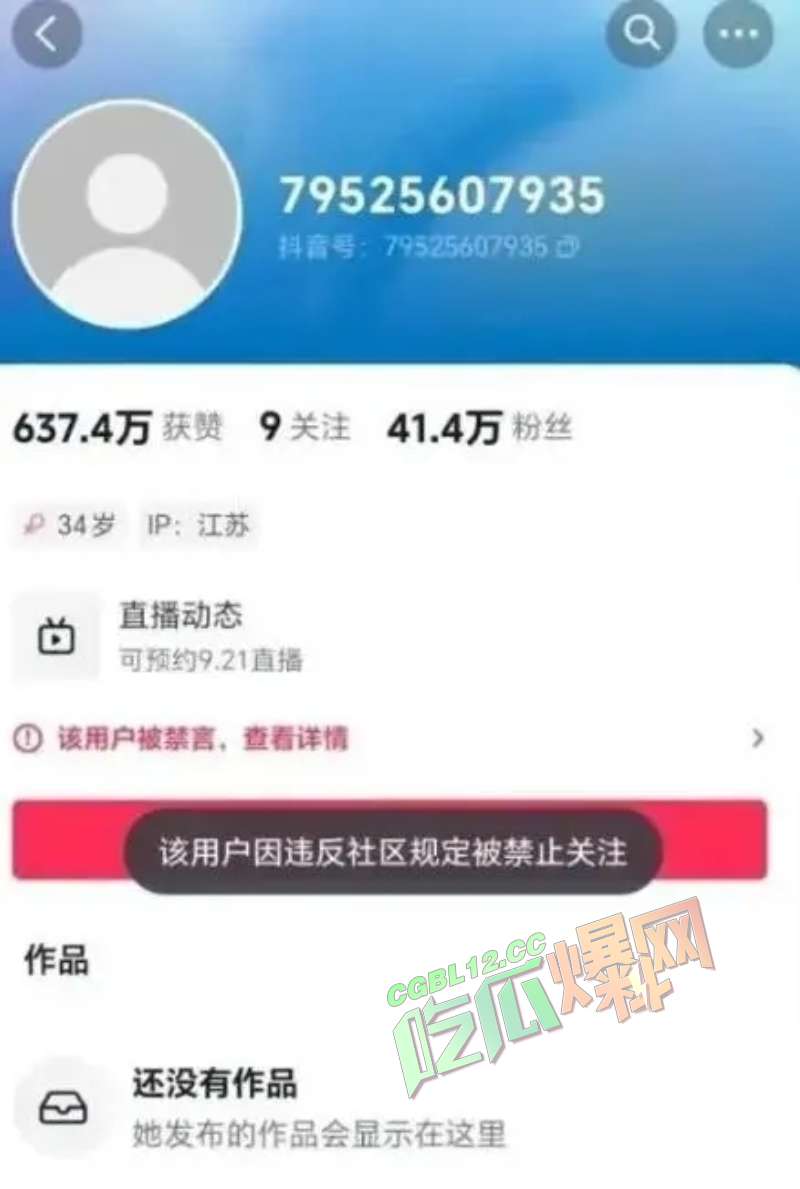 79525607935
抖音号：79525607935
637.4万 获赞 9 关注 41.4万 粉丝
34岁 IP：江苏
直播动态
可预约9.21直播
该用户被禁言，查看详情
该用户因违反社区规定被禁止关注
作品
CGBL12.CC
吃瓜爆料网
还没有作品
她发布的作品会显示在这里